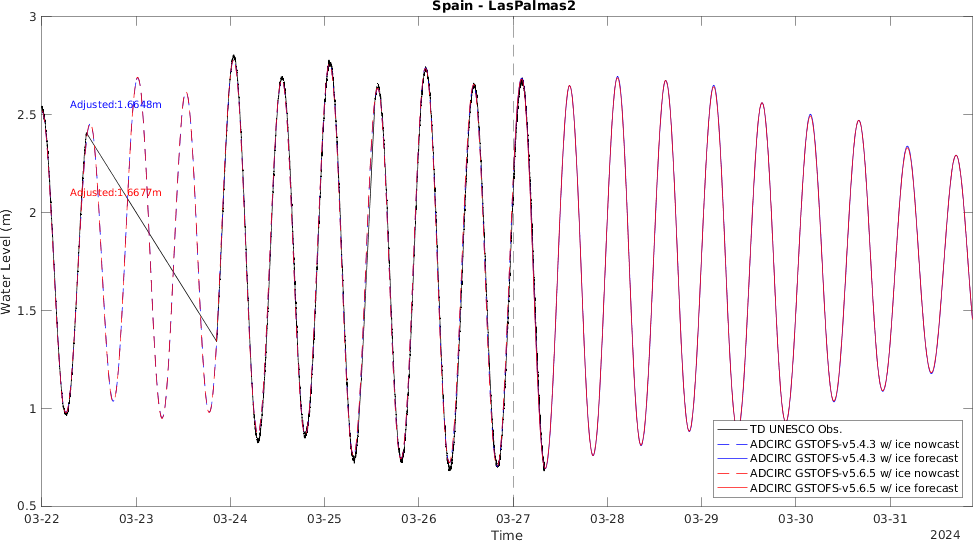 Spain - LasPalmas2
3
2.5
2
1.5
1
0.5
Water Level (m)
Adjusted:1.6648m
Adjusted:1.6677m
TD UNESCO Obs.
ADCIRC GSTOFS-v5.4.3 w/ ice nowcast
ADCIRC GSTOFS-v5.4.3 w/ ice forecast
ADCIRC GSTOFS-v5.6.5 w/ ice nowcast
ADCIRC GSTOFS-v5.6.5 w/ ice forecast
03-22 03-23 03-24 03-25 03-26 03-27 03-28 03-29 03-30 03-31
Time
2024